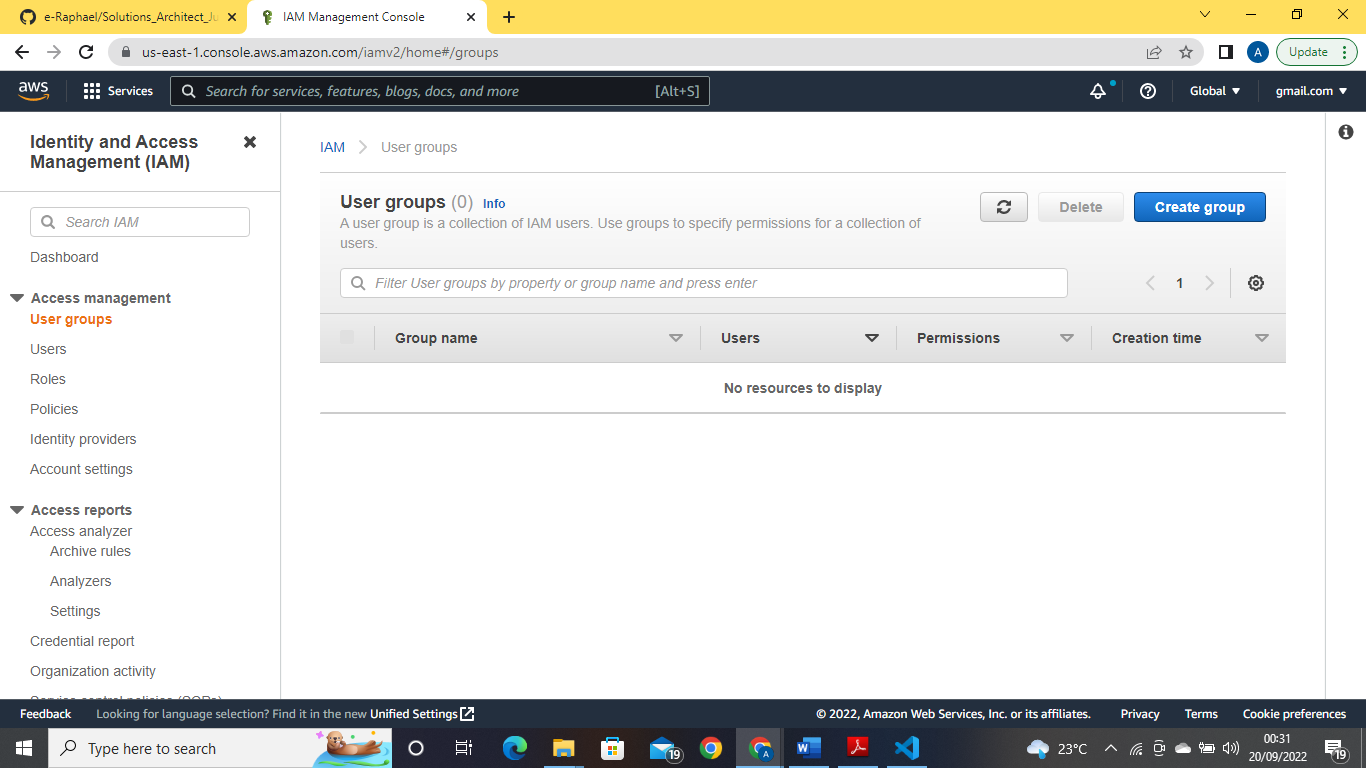 e-Raphael/Solutions_Architect_Ju
IAM Management Console
us-east-1.console.aws.amazon.com/iamv2/home#/groups
A
Update
aws
Services
Search for services, features, blogs, docs, and more
[Alt+S]
Global
gmail.com
Identity and Access
Management (IAM)
Search IAM
Dashboard
Access management
User groups
Users
Roles
Policies
Identity providers
Account settings
Access reports
Access analyzer
Archive rules
Analyzers
Settings
Credential report
Organization activity
Service control policies (SCPs)
IAM
User groups
User groups (0) Info
A user group is a collection of IAM users. Use groups to specify permissions for a collection of
users.
Delete
Create group
Filter User groups by property or group name and press enter
1
Group name
Users
Permissions
Creation time
No resources to display
Feedback
Looking for language selection? Find it in the new Unified Settings
© 2022, Amazon Web Services, Inc. or its affiliates.
Privacy
Terms
Cookie preferences
Type here to search
19
A
23°C
00:31
20/09/2022
19